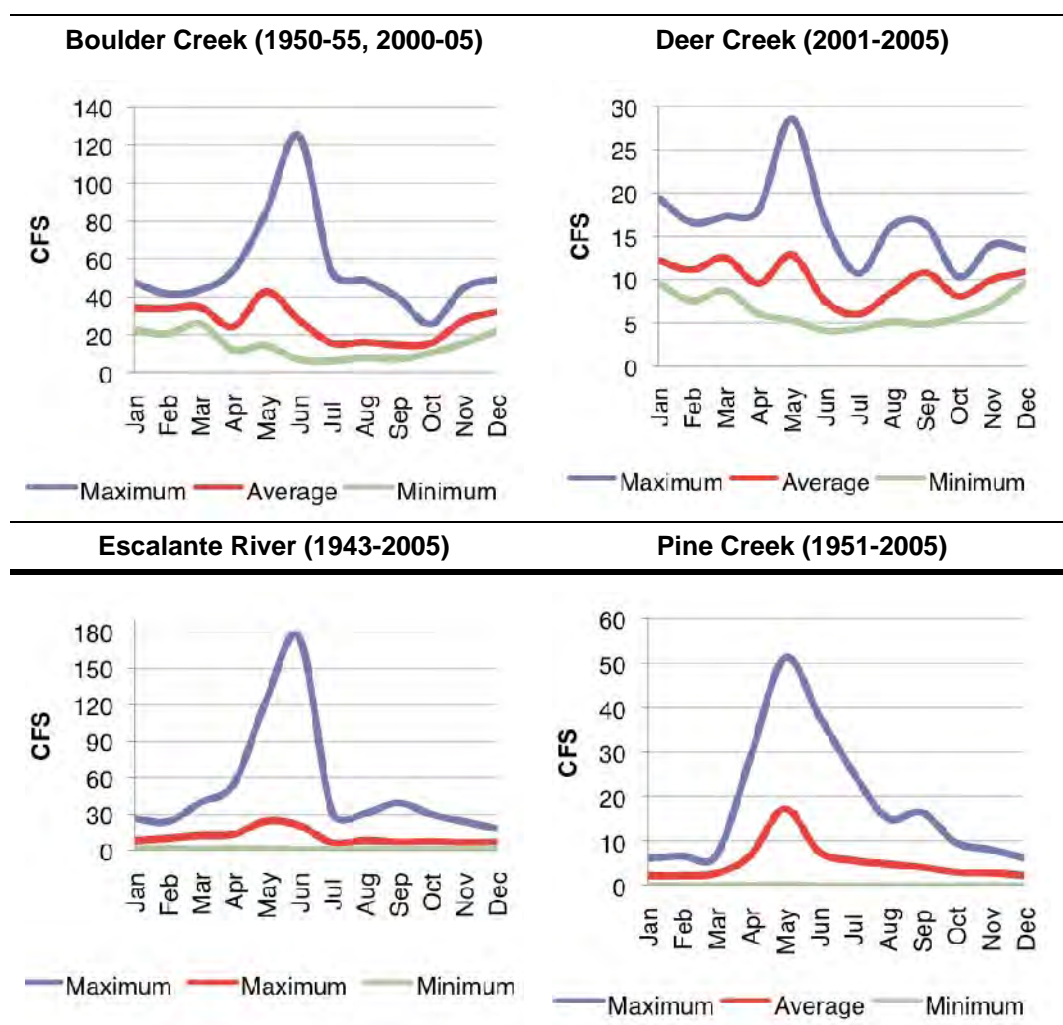 Boulder Creek (1950-55, 2000-05)
140
120
100
80
60
40
20
0
CFS
Jan Feb Mar Apr May Jun Jul Aug Sep Oct Nov Dec
Maximum Average Minimum
Deer Creek (2001-2005)
30
25
20
15
10
5
0
CFS
Jan Feb Mar Apr May Jun Jul Aug Sep Oct Nov Dec
Maximum Average Minimum
Escalante River (1943-2005)
180
150
120
90
60
30
0
CFS
Jan Feb Mar Apr May Jun Jul Aug Sep Oct Nov Dec
Maximum Maximum Minimum
Pine Creek (1951-2005)
60
50
40
30
20
10
0
CFS
Jan Feb Mar Apr May Jun Jul Aug Sep Oct Nov Dec
Maximum Average Minimum